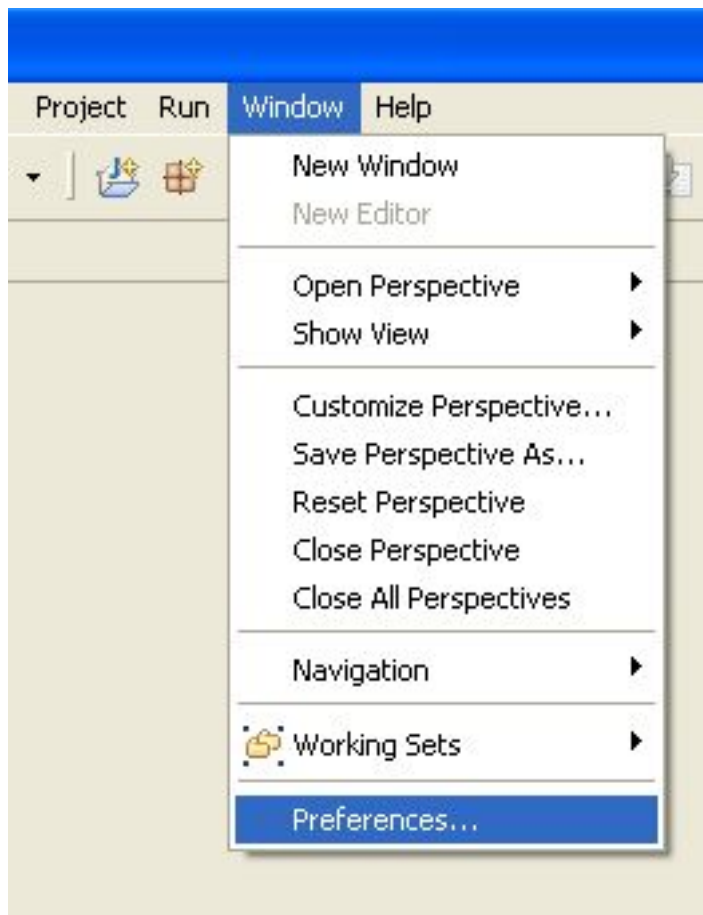 Project Run Window Help
New Window
New Editor
Open Perspective
Show View
Customize Perspective...
Save Perspective As...
Reset Perspective
Close Perspective
Close All Perspectives
Navigation
Working Sets
Preferences...